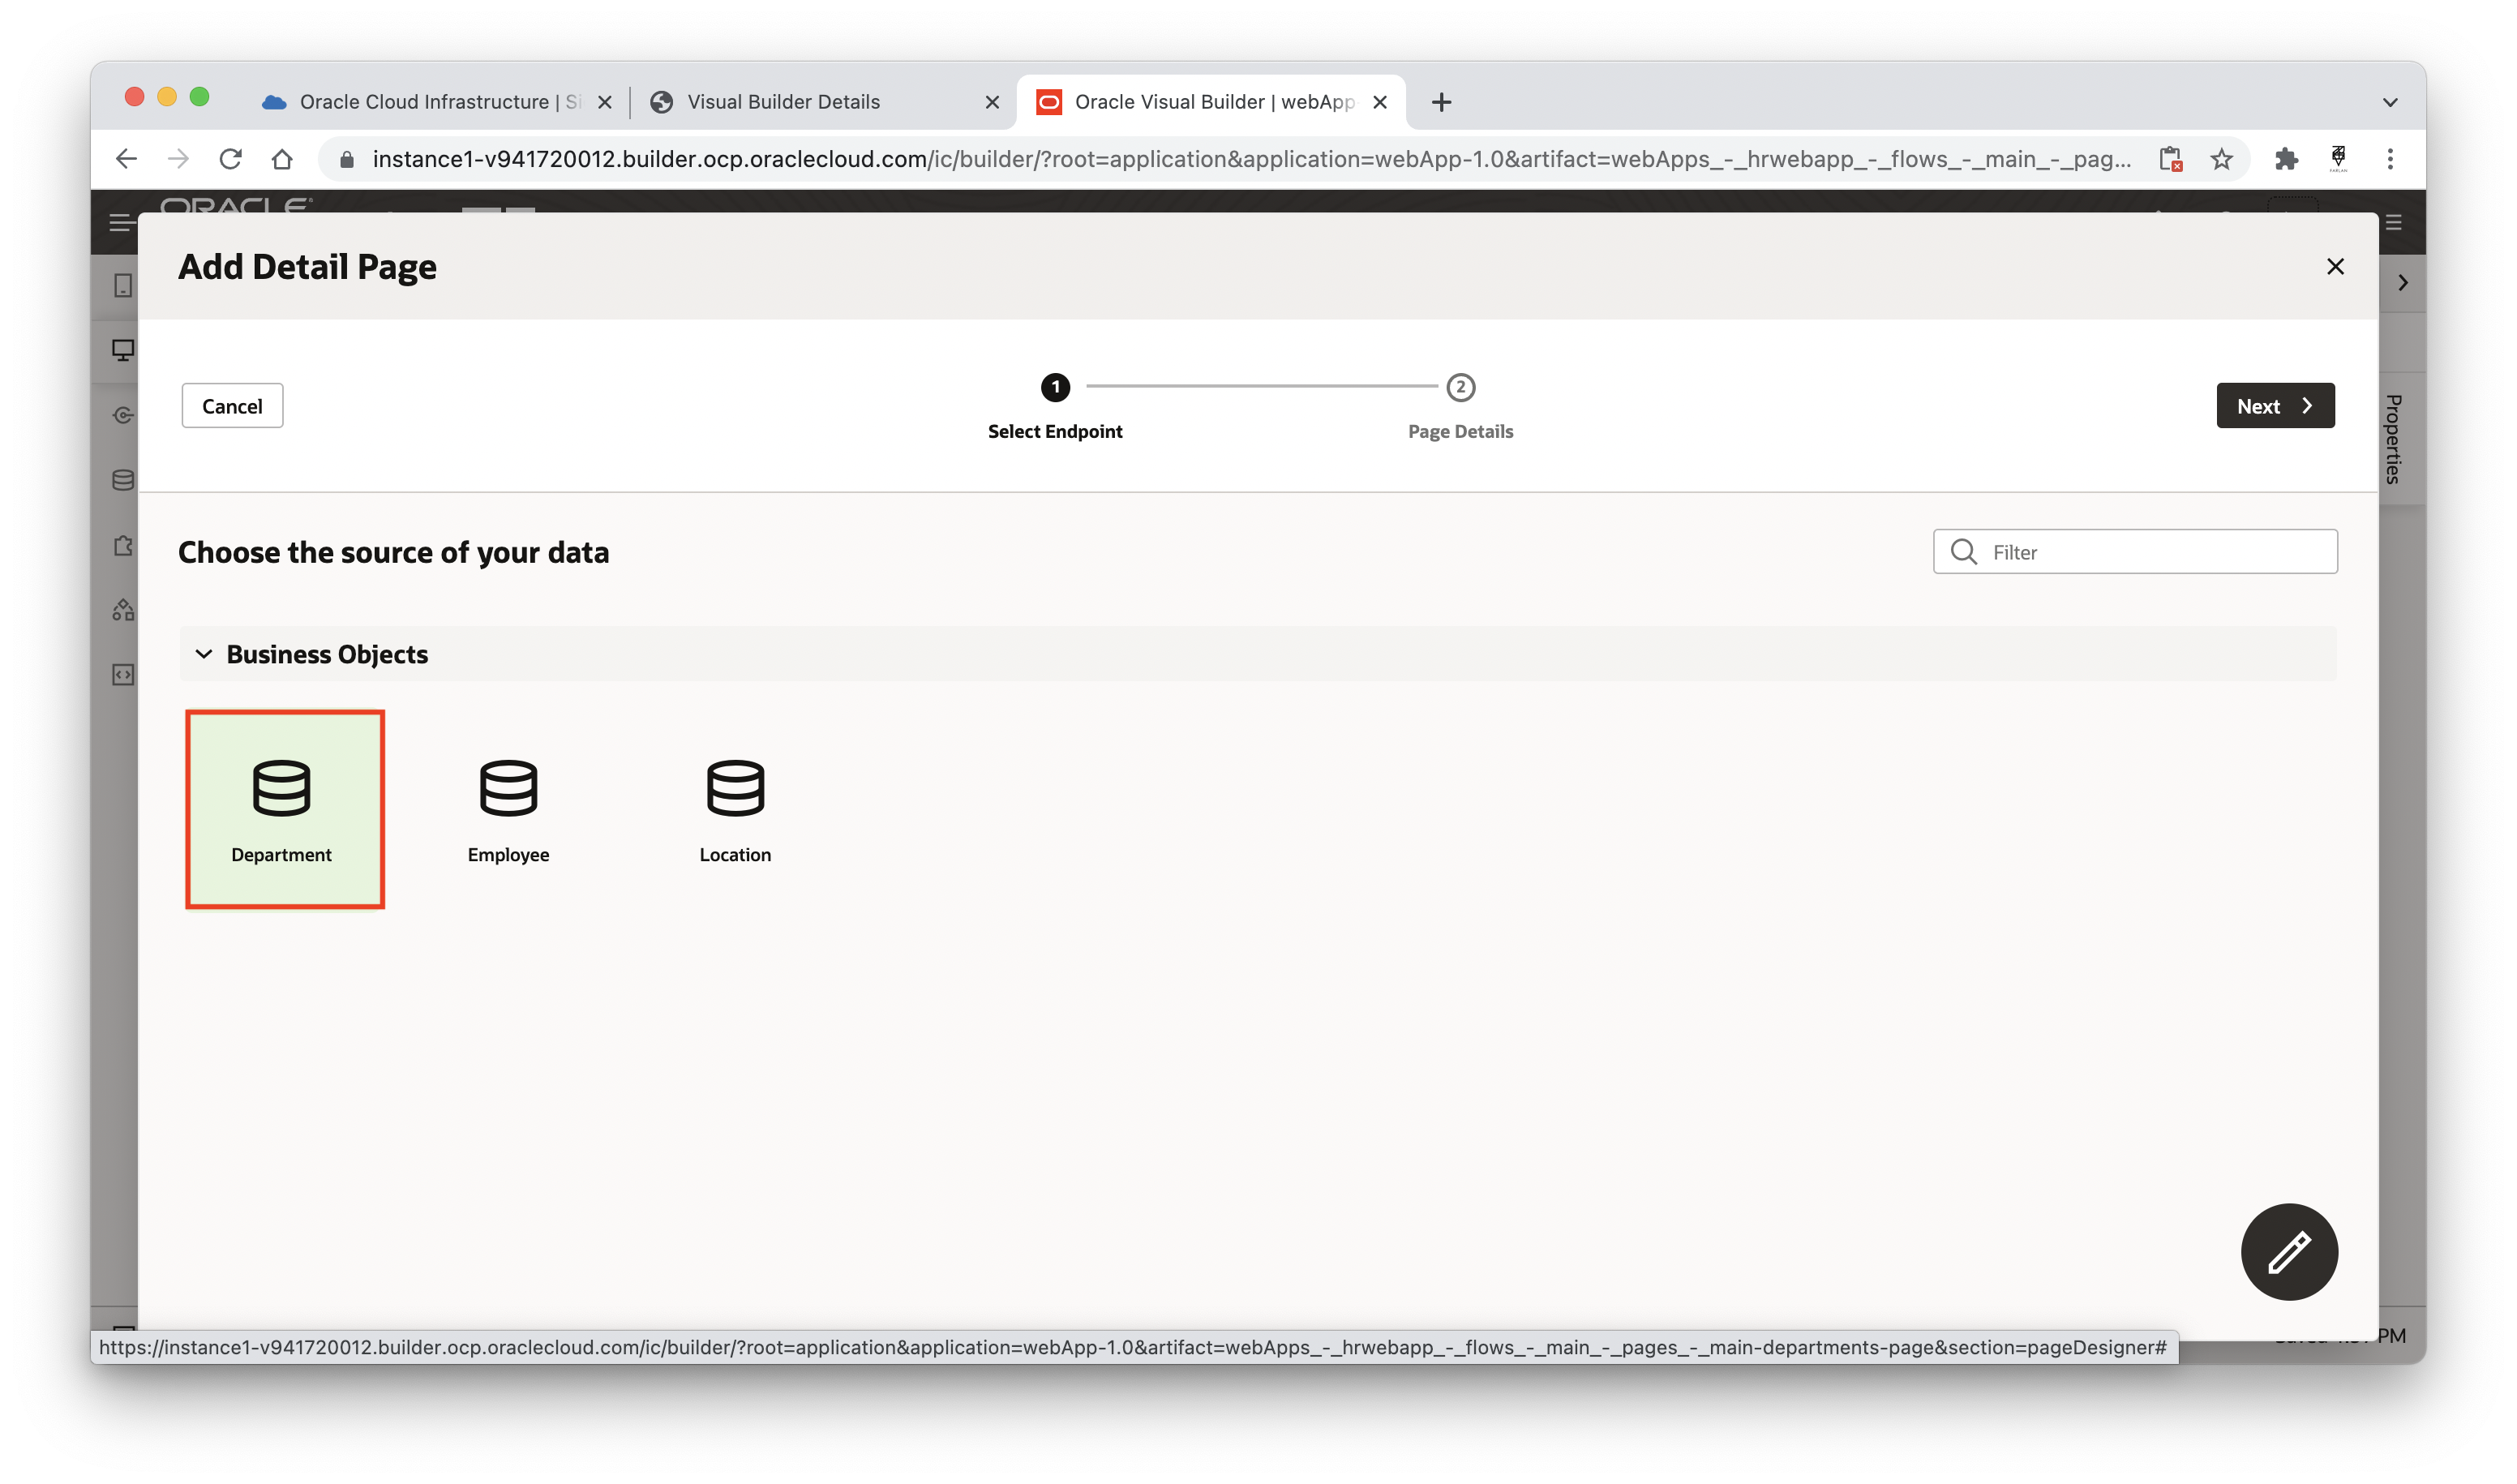 Oracle Cloud Infrastructure | Si
Visual Builder Details
Oracle Visual Builder | webApp
instance1-v941720012.builder.ocp.oraclecloud.com/ic/builder/?root=application&application=webApp-1.0&artifact=webApps_-_hrwebapp_-_flows_-_main_-_pag...
ORACLE
Add Detail Page
Cancel
1
2
Select Endpoint
Page Details
Next
Properties
Choose the source of your data
Filter
Business Objects
Department
Employee
Location
PM
https://instance1-v941720012.builder.ocp.oraclecloud.com/ic/builder/?root=application&application=webApp-1.0&artifact=webApps_-_hrwebapp_-_flows_-_main_-_pages_-_main-departments-page&section=pageDesigner#